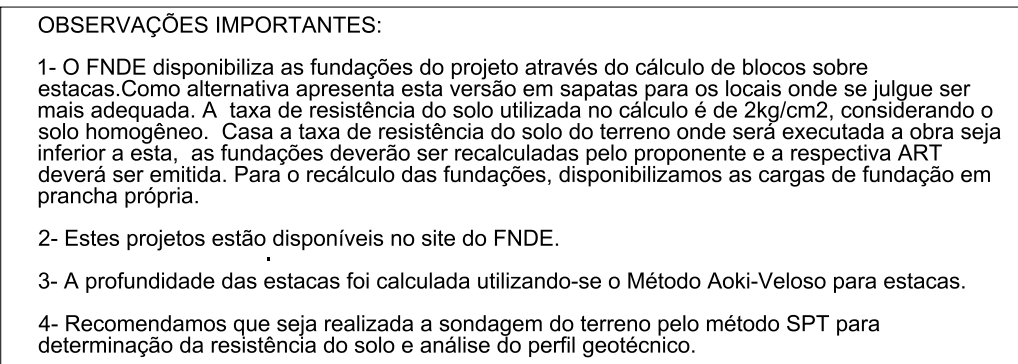 OBSERVAÇÕES IMPORTANTES:
1- O FNDE disponibiliza as fundações do projeto através do cálculo de blocos sobre
estacas.Como alternativa apresenta esta versão em sapatas para os locais onde se julgue ser
mais adequada. A  taxa de resistência do solo utilizada no cálculo é de 2kg/cm2, considerando o
solo homogêneo.  Casa a taxa de resistência do solo do terreno onde será executada a obra seja
inferior a esta,  as fundações deverão ser recalculadas pelo proponente e a respectiva ART
deverá ser emitida. Para o recálculo das fundações, disponibilizamos as cargas de fundação em
prancha própria.
2- Estes projetos estão disponíveis no site do FNDE.
3- A profundidade das estacas foi calculada utilizando-se o Método Aoki-Veloso para estacas.
4- Recomendamos que seja realizada a sondagem do terreno pelo método SPT para
determinação da resistência do solo e análise do perfil geotécnico.